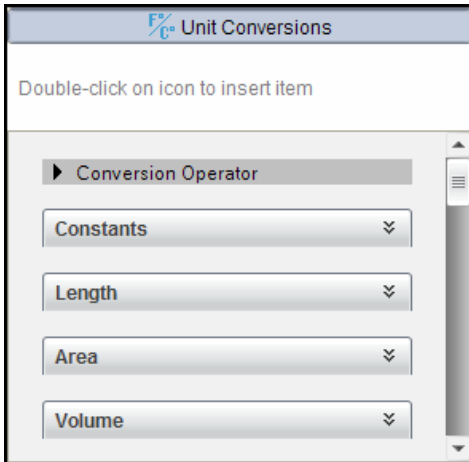 F°/C° Unit Conversions
Double-click on icon to insert item
Conversion Operator
Constants
Length
Area
Volume